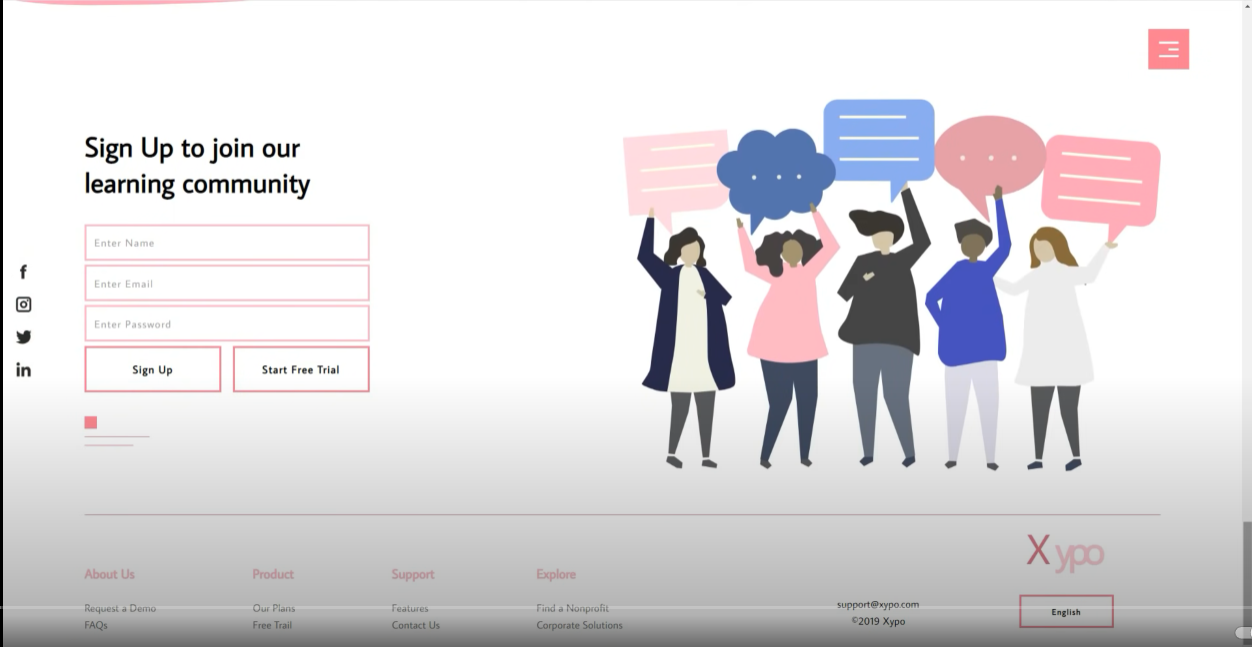 Sign Up to join our
learning community
Enter Name
Enter Email
Enter Password
Sign Up
Start Free Trial
About Us
Request a Demo
FAQs
Product
Our Plans
Free Trail
Support
Features
Contact Us
Explore
Find a Nonprofit
Corporate Solutions
support@xypo.com
©2019 Xypo
Xypo
English